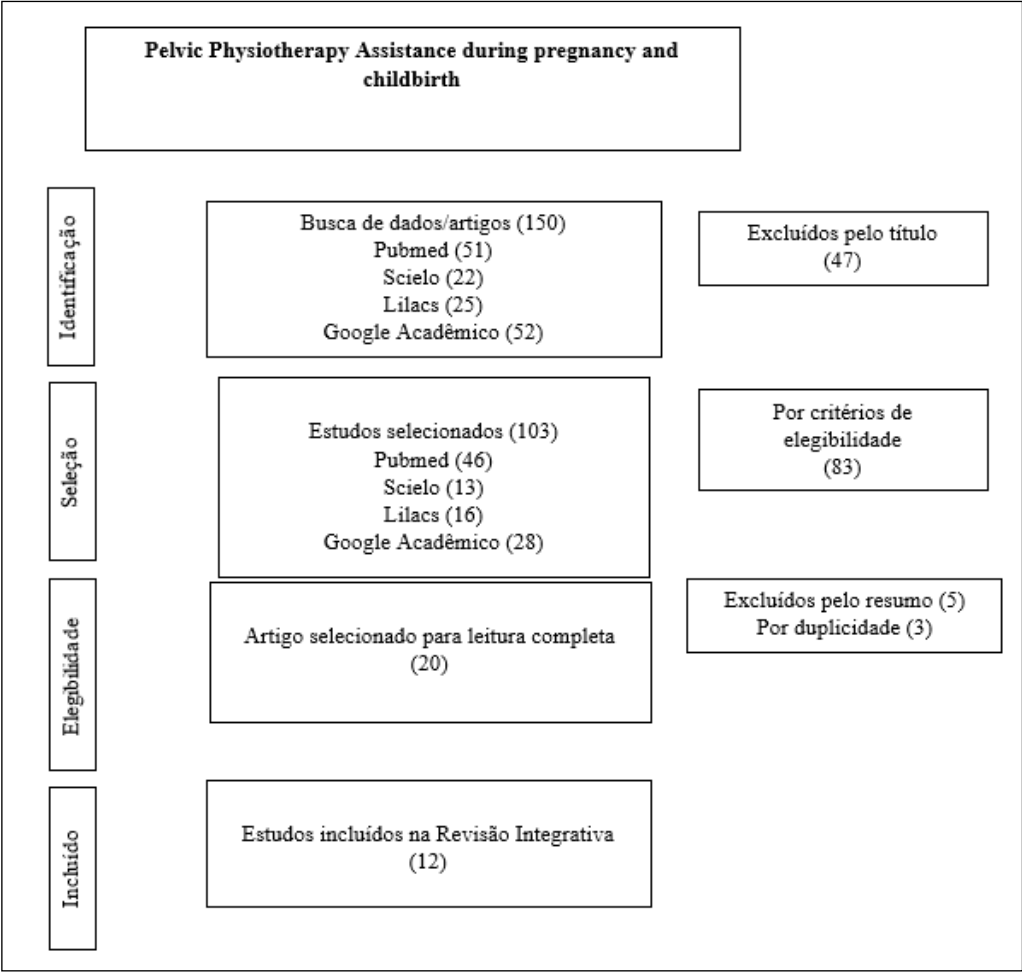 Pelvic Physiotherapy Assistance during pregnancy and
childbirth
Identificação
Busca de dados/artigos (150)
Pubmed (51)
Scielo (22)
Lilacs (25)
Google Acadêmico (52)
Excluídos pelo título
(47)
Seleção
Estudos selecionados (103)
Pubmed (46)
Scielo (13)
Lilacs (16)
Google Acadêmico (28)
Por critérios de
elegibilidade
(83)
Elegibilidade
Artigo selecionado para leitura completa
(20)
Excluídos pelo resumo (5)
Por duplicidade (3)
Incluído
Estudos incluídos na Revisão Integrativa
(12)